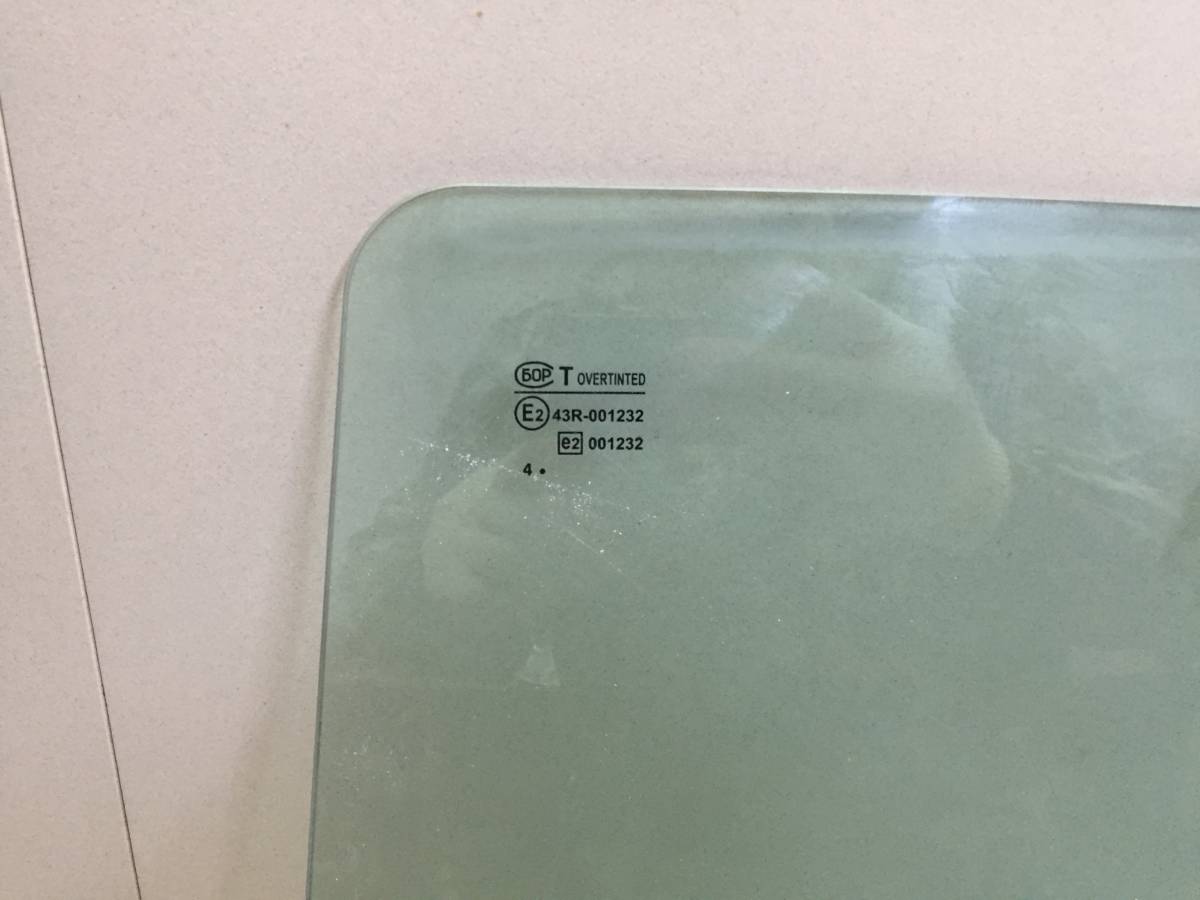 БОР T OVERTINTED
E2 43R-001232
e2 001232
4 •